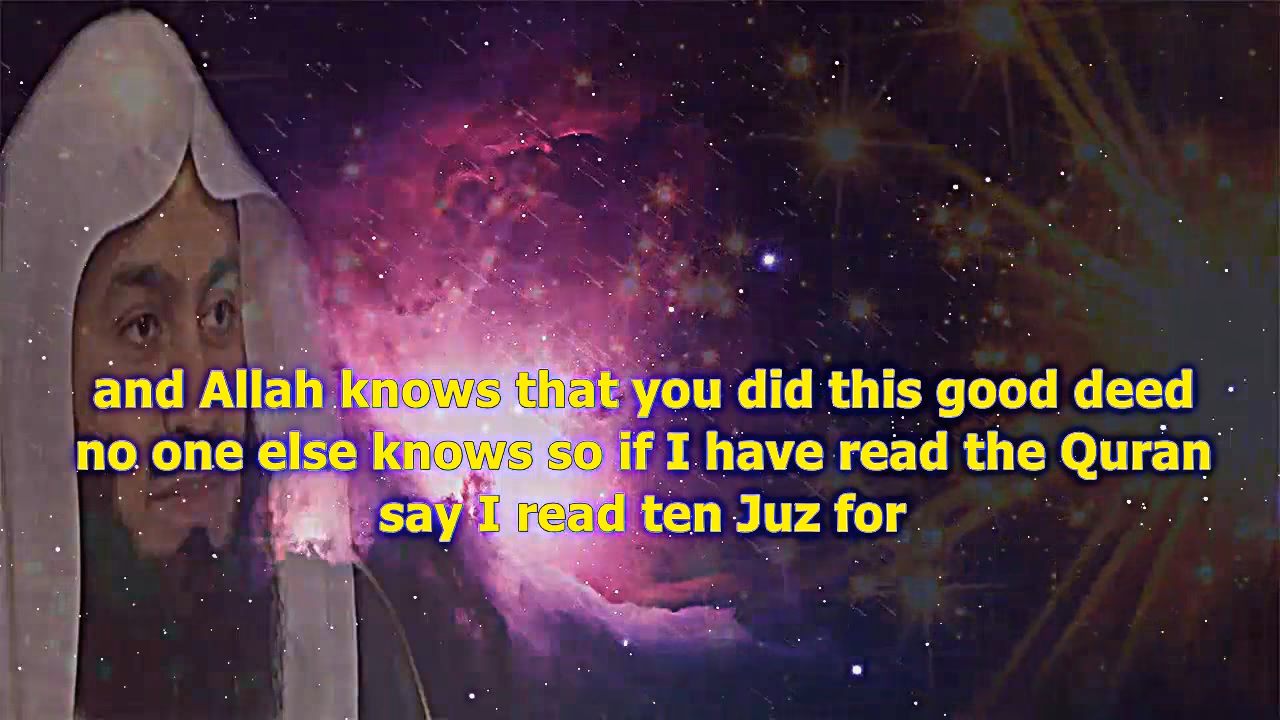 and Allah knows that you did this good deed
no one else knows so if I have read the Quran
say I read ten Juz for